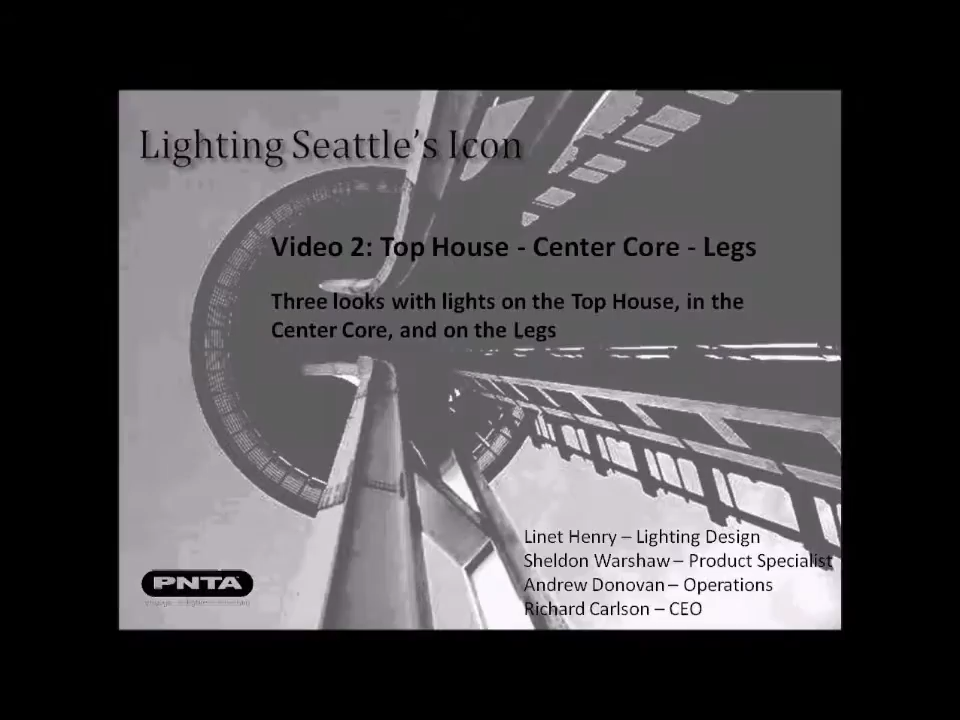 Lighting Seattle's Icon
Video 2: Top House - Center Core - Legs
Three looks with lights on the Top House, in the
Center Core, and on the Legs
Linet Henry – Lighting Design
Sheldon Warshaw – Product Specialist
Andrew Donovan – Operations
Richard Carlson – CEO
PNTA